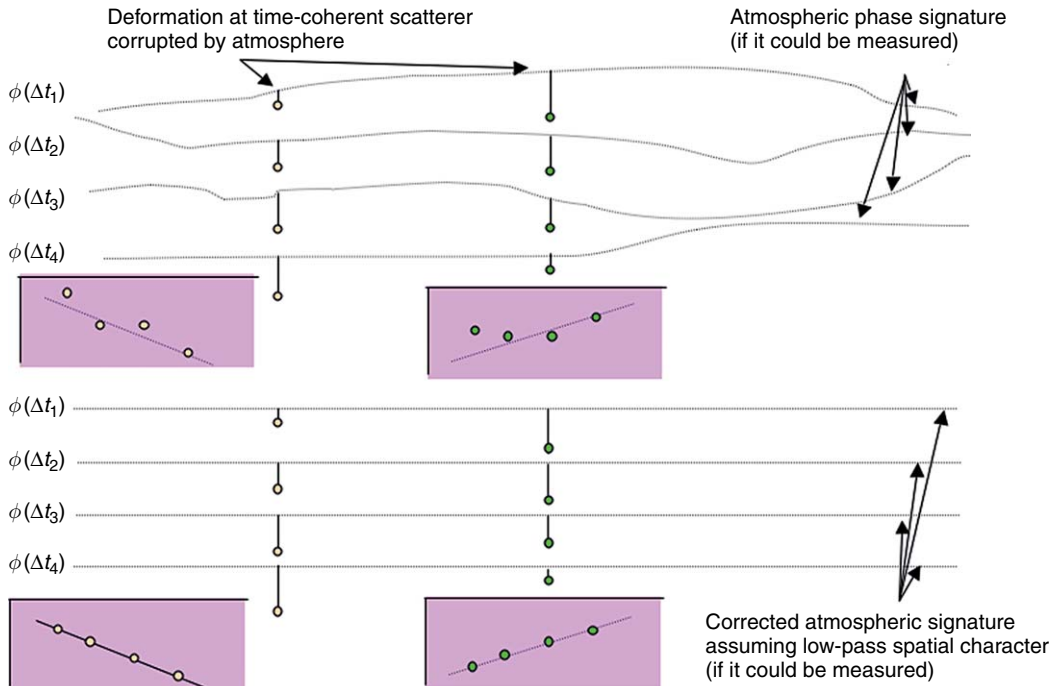 Deformation at time-coherent scatterer
corrupted by atmosphere
Atmospheric phase signature
(if it could be measured)
ϕ(Δt₁)
ϕ(Δt₂)
ϕ(Δt₃)
ϕ(Δt₄)
ϕ(Δt₁)
ϕ(Δt₂)
ϕ(Δt₃)
ϕ(Δt₄)
Corrected atmospheric signature
assuming low-pass spatial character
(if it could be measured)